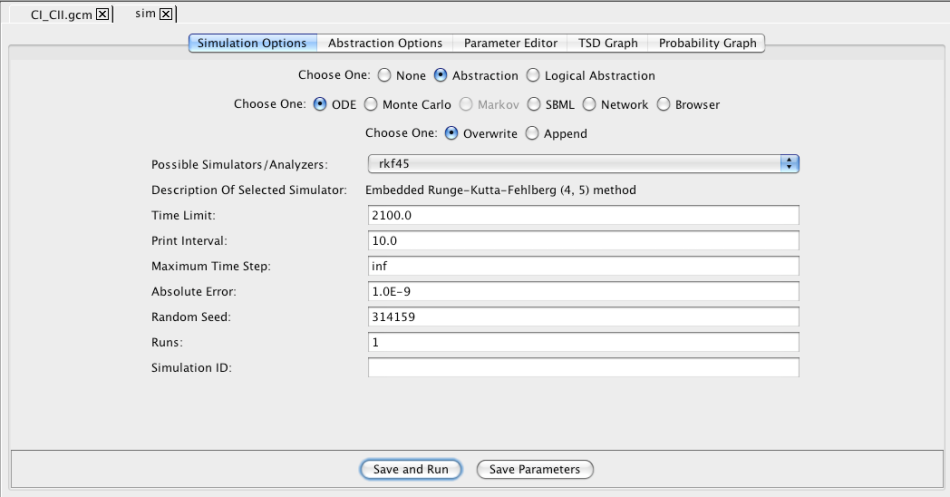 CI_CII.gcm sim
Simulation Options Abstraction Options Parameter Editor TSD Graph Probability Graph
Choose One: None Abstraction Logical Abstraction
Choose One: ODE Monte Carlo Markov SBML Network Browser
Choose One: Overwrite Append
Possible Simulators/Analyzers: rkf45
Description Of Selected Simulator: Embedded Runge-Kutta-Fehlberg (4, 5) method
Time Limit: 2100.0
Print Interval: 10.0
Maximum Time Step: inf
Absolute Error: 1.0E-9
Random Seed: 314159
Runs: 1
Simulation ID:
Save and Run Save Parameters